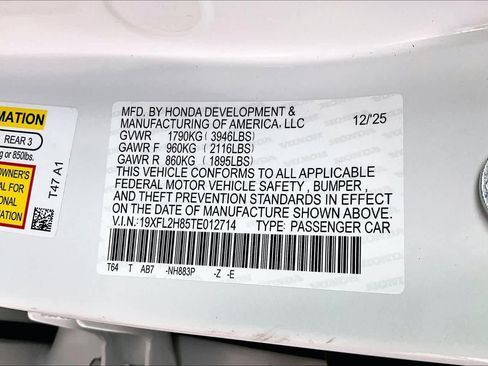 MATION
REAR 3
g or 850lbs.
OWNER'S
AL FOR
IONAL
ATION
T47 A1
MFD. BY HONDA DEVELOPMENT &
MANUFACTURING OF AMERICA, LLC 12/'25
GVWR 1790KG ( 3946LBS)
GAWR F 960KG ( 2116LBS)
GAWR R 860KG ( 1895LBS)
THIS VEHICLE CONFORMS TO ALL APPLICABLE
FEDERAL MOTOR VEHICLE SAFETY , BUMPER ,
AND THEFT PREVENTION STANDARDS IN EFFECT
ON THE DATE OF MANUFACTURE SHOWN ABOVE.
V.I.N.: 19XFL2H85TE012714 TYPE: PASSENGER CAR
T64 T AB7 -NH883P -Z -E